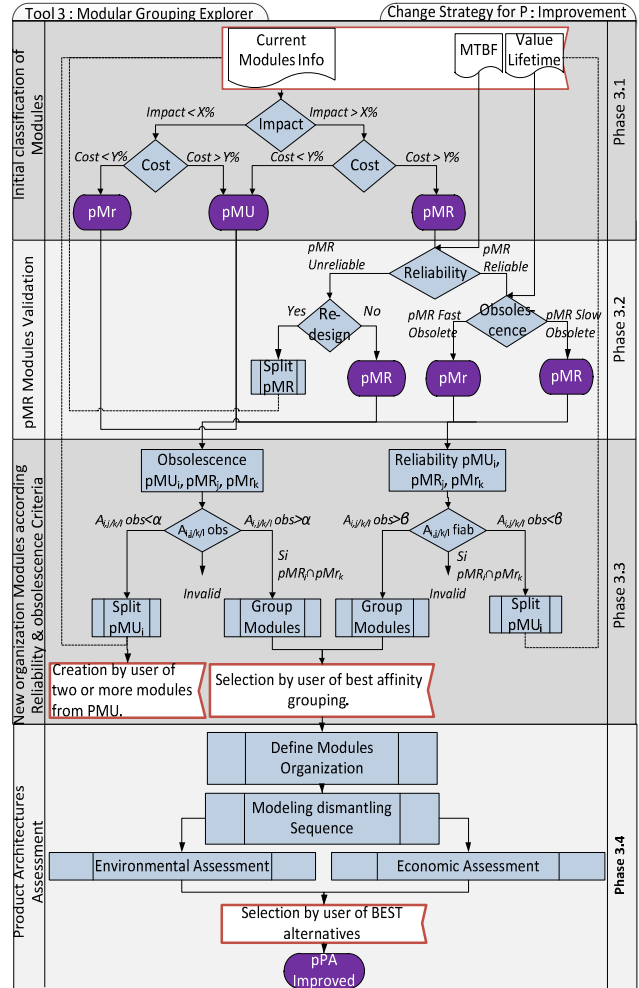 Tool 3 : Modular Grouping Explorer
Change Strategy for P : Improvement
Initial classification of
Modules
Phase 3.1
Current
Modules Info
MTBF
Value
Lifetime
Impact < X%
Impact > X%
Impact
Cost < Y%
Cost > Y%
Cost < Y%
Cost > Y%
Cost
Cost
pMr
pMU
pMR
pMR Modules Validation
Phase 3.2
pMR
Unreliable
Reliability
pMR
Reliable
Yes
No
Re-
design
pMR Fast
Obsolete
Obsoles-
cence
pMR Slow
Obsolete
Split
pMR
pMR
pMr
pMR
New organization Modules according
Reliability & obsolescence Criteria
Phase 3.3
Obsolescence
pMUi, pMRj, pMrk
Reliability pMUi,
pMRj, pMrk
Ai,j/k/l obs<α
Ai,j/k/l obs
Ai,j/k/l obs>α
Ai,j/k/l obs>β
Ai,j/k/l fiab
Ai,j/k/l obs<β
Si
pMRj∩pMrk
Si
pMRj∩pMrk
Invalid
Invalid
Split
pMUi
Group
Modules
Group
Modules
Split
pMUi
Creation by user of
two or more modules
from PMU.
Selection by user of best affinity
grouping.
Product Architectures
Assessment
Phase 3.4
Define Modules
Organization
Modeling dismantling
Sequence
Environmental Assessment
Economic Assessment
Selection by user of BEST
alternatives
pPA
Improved